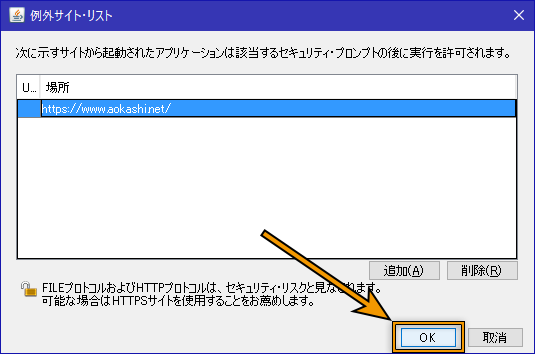 例外サイト・リスト
次に示すサイトから起動されたアプリケーションは該当するセキュリティ・プロンプトの後に実行を許可されます。
U... 場所
https://www.aokashi.net/
追加(A) 削除(R)
FILEプロトコルおよびHTTPプロトコルは、セキュリティ・リスクと見なされます。
可能な場合はHTTPSサイトを使用することをお薦めします。
OK 取消